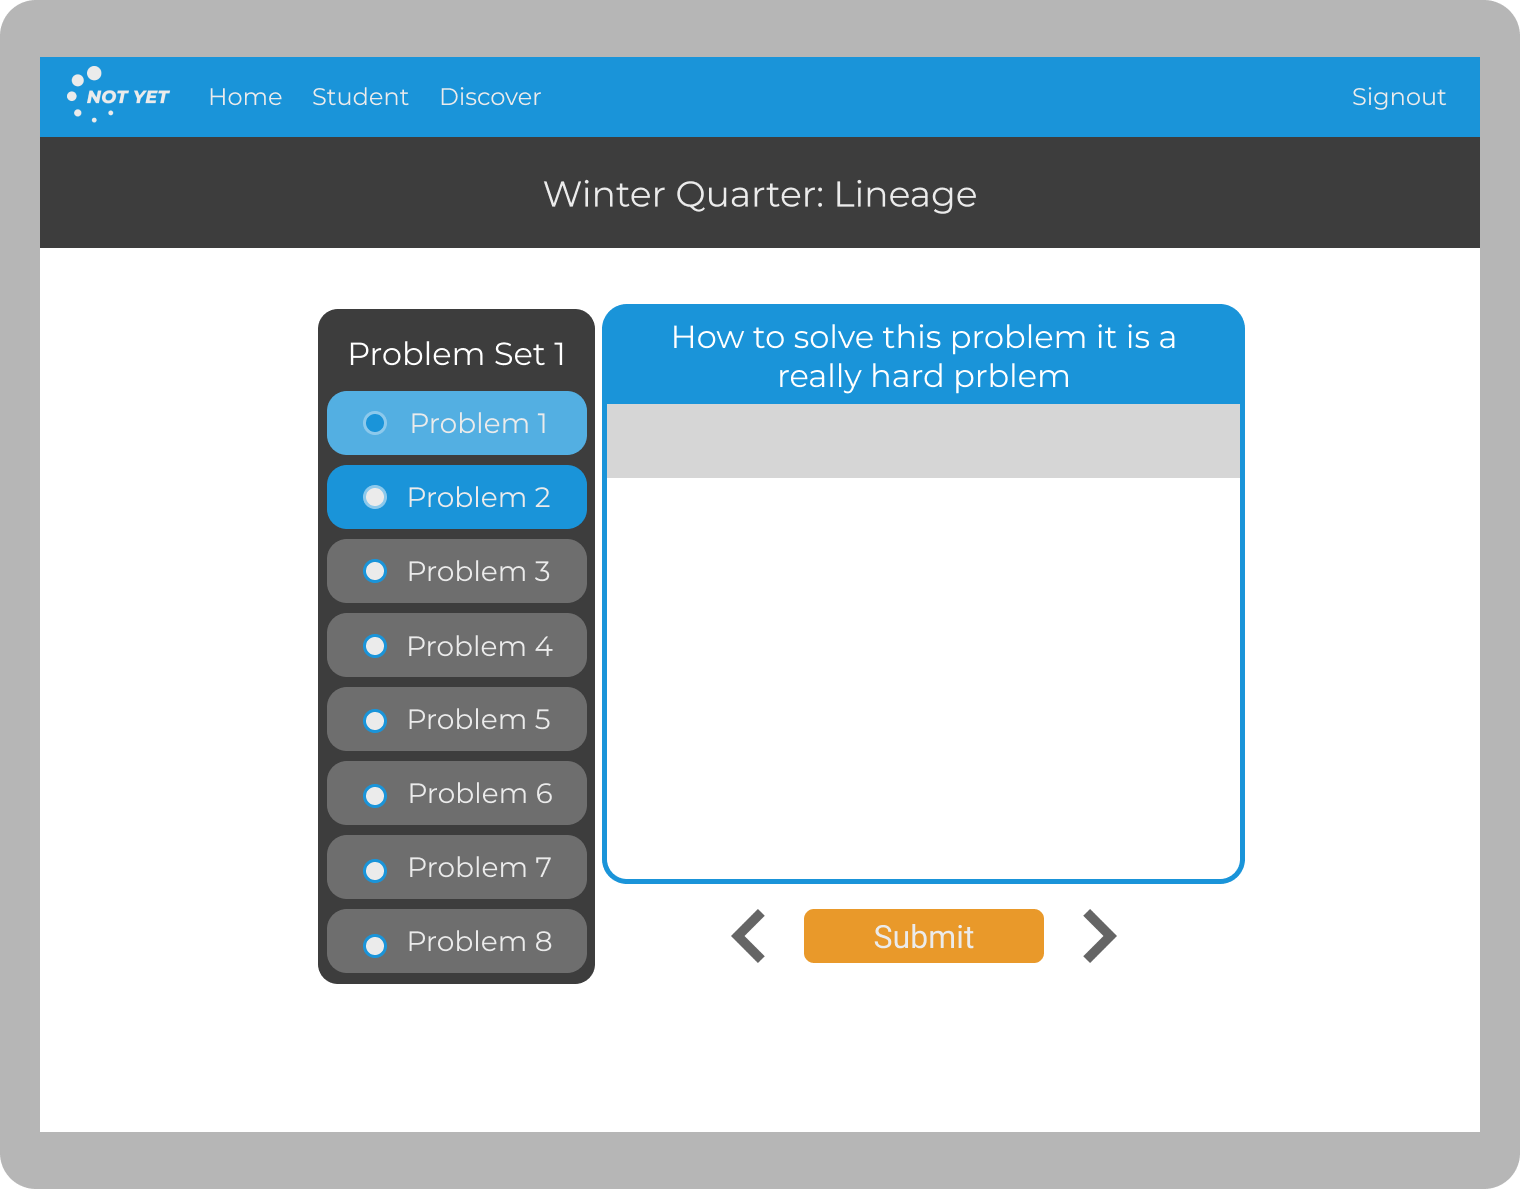 NOT YET
Home
Student
Discover
Signout
Winter Quarter: Lineage
Problem Set 1
Problem 1
Problem 2
Problem 3
Problem 4
Problem 5
Problem 6
Problem 7
Problem 8
How to solve this problem it is a
really hard prblem
Submit